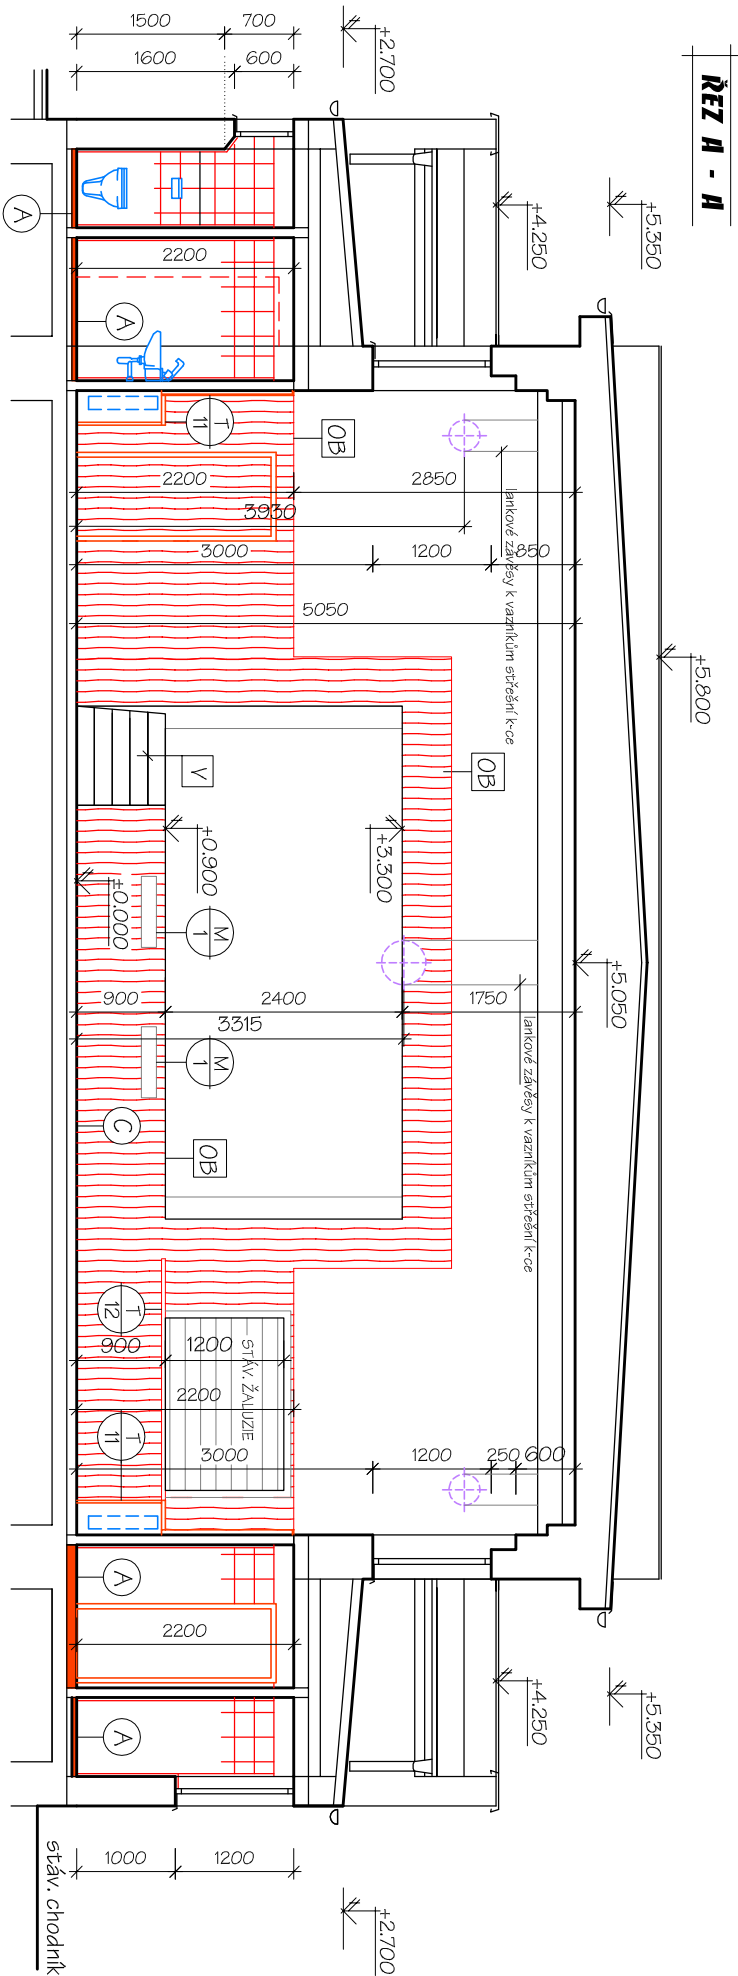 ŘEZ A - A
1500
700
1600
600
+2.700
+4.250
+5.350
A
2200
A
T
11
OB
2200
2850
3930
3000
1200
850
5050
lankové závěsy k vazníkům střešní k-ce
+5.800
OB
V
+0.900
+3.300
±0.000
M
1
900
2400
1750
3315
+5.050
M
1
lankové závěsy k vazníkům střešní k-ce
C
OB
T
12
900
1200
STÁV. ŽALUZIE
2200
T
11
3000
1200
250
600
A
2200
+4.250
+5.350
A
1000
1200
stáv. chodník
+2.700